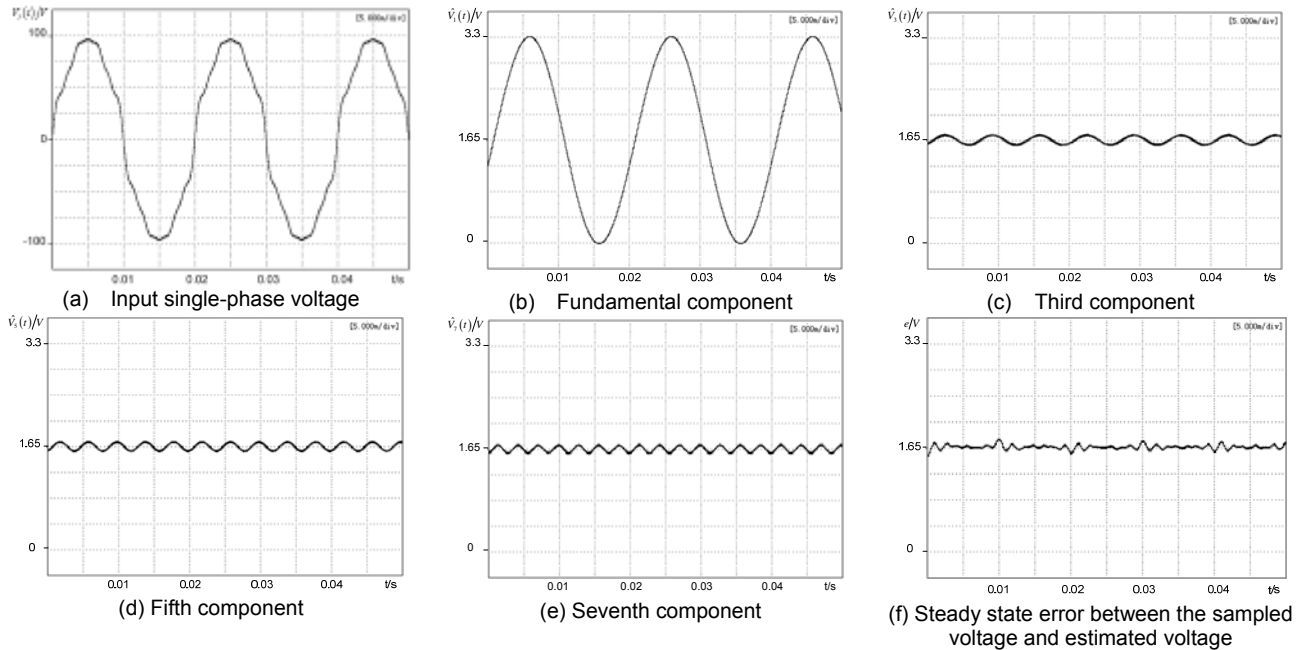 V_i(t)/V
[5.000m/div]
100
0
-100
0.01 0.02 0.03 0.04 t/s
(a) Input single-phase voltage
V̂₁(t)/V
[5.000m/div]
3.3
1.65
0
0.01 0.02 0.03 0.04 t/s
(b) Fundamental component
V̂₃(t)/V
[5.000m/div]
3.3
1.65
0
0.01 0.02 0.03 0.04 t/s
(c) Third component
V̂₅(t)/V
[5.000m/div]
3.3
1.65
0
0.01 0.02 0.03 0.04 t/s
(d) Fifth component
V̂₇(t)/V
[5.000m/div]
3.3
1.65
0
0.01 0.02 0.03 0.04 t/s
(e) Seventh component
e/V
[5.000m/div]
3.3
1.65
0
0.01 0.02 0.03 0.04 t/s
(f) Steady state error between the sampled
voltage and estimated voltage